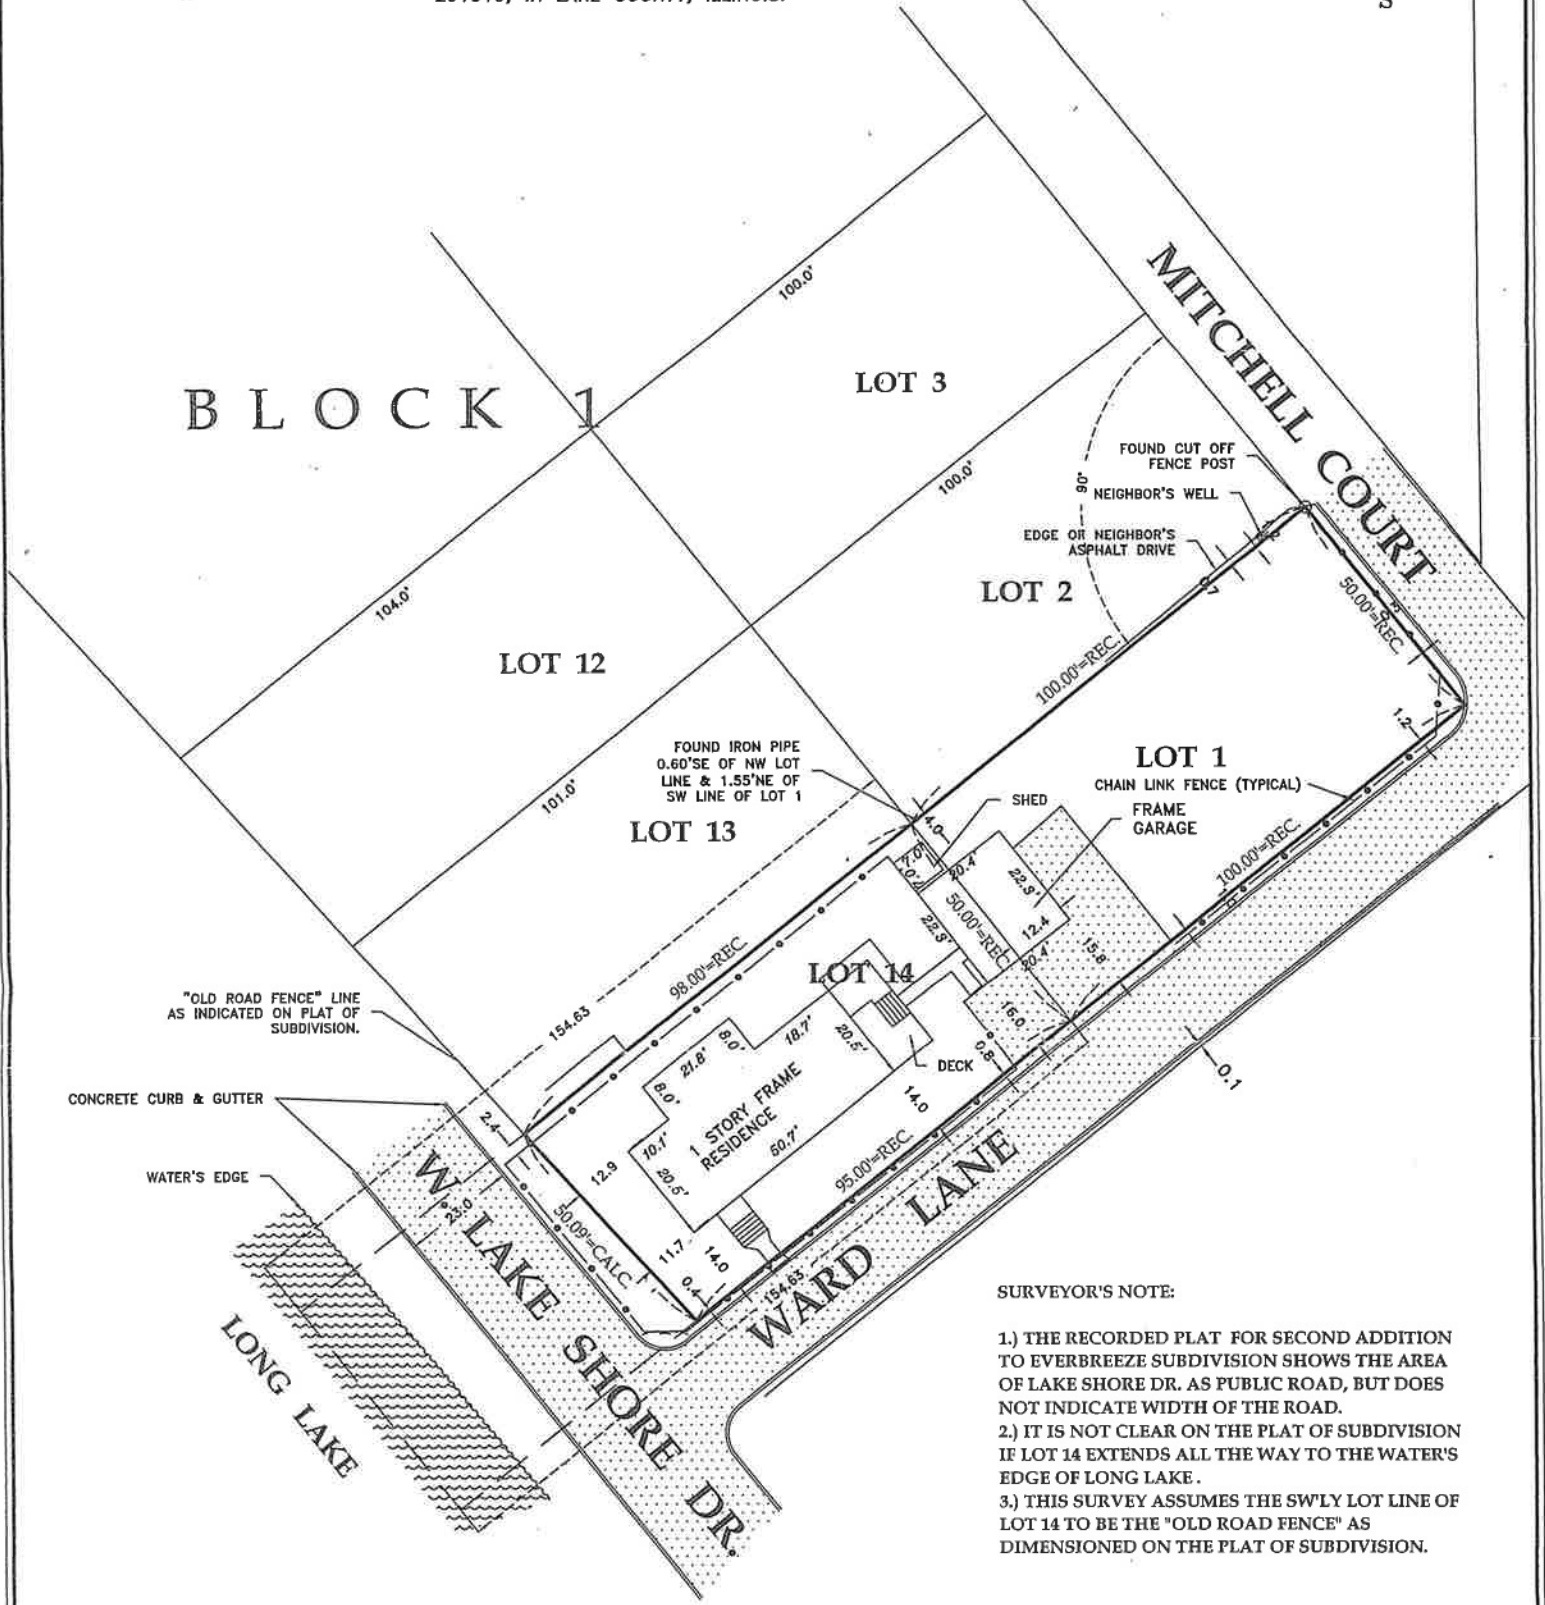 S
100.0'
MITCHELL COURT
LOT 3
BLOCK 1
FOUND CUT OFF
FENCE POST
100.0'
90°
NEIGHBOR'S WELL
EDGE OF NEIGHBOR'S
ASPHALT DRIVE
LOT 2
50.00'=REC.
104.0'
LOT 12
100.00'=REC.
1.2
FOUND IRON PIPE
0.60'SE OF NW LOT
LINE & 1.55'NE OF
SW LINE OF LOT 1
LOT 1
CHAIN LINK FENCE (TYPICAL)
101.0'
SHED
FRAME
GARAGE
LOT 13
4.0
7.0'
7.0'
20.4'
22.3'
100.00'=REC.
50.00'=REC.
22.3'
12.4
20.4'
15.8
98.00'=REC.
LOT 14
"OLD ROAD FENCE" LINE
AS INDICATED ON PLAT OF
SUBDIVISION.
154.63
16.0
8.0'
18.7'
20.5'
21.8'
0.8
DECK
0.1
CONCRETE CURB & GUTTER
8.0'
14.0
2.4
1 STORY FRAME
RESIDENCE
10.1'
50.7'
20.5'
12.9
95.00'=REC.
WATER'S EDGE
23.0
50.09'=CALC.
11.7
14.0
0.4
154.63
WARD LANE
W. LAKE SHORE DR.
LONG LAKE
SURVEYOR'S NOTE:
1.) THE RECORDED PLAT FOR SECOND ADDITION
TO EVERBREEZE SUBDIVISION SHOWS THE AREA
OF LAKE SHORE DR. AS PUBLIC ROAD, BUT DOES
NOT INDICATE WIDTH OF THE ROAD.
2.) IT IS NOT CLEAR ON THE PLAT OF SUBDIVISION
IF LOT 14 EXTENDS ALL THE WAY TO THE WATER'S
EDGE OF LONG LAKE.
3.) THIS SURVEY ASSUMES THE SW'LY LOT LINE OF
LOT 14 TO BE THE "OLD ROAD FENCE" AS
DIMENSIONED ON THE PLAT OF SUBDIVISION.